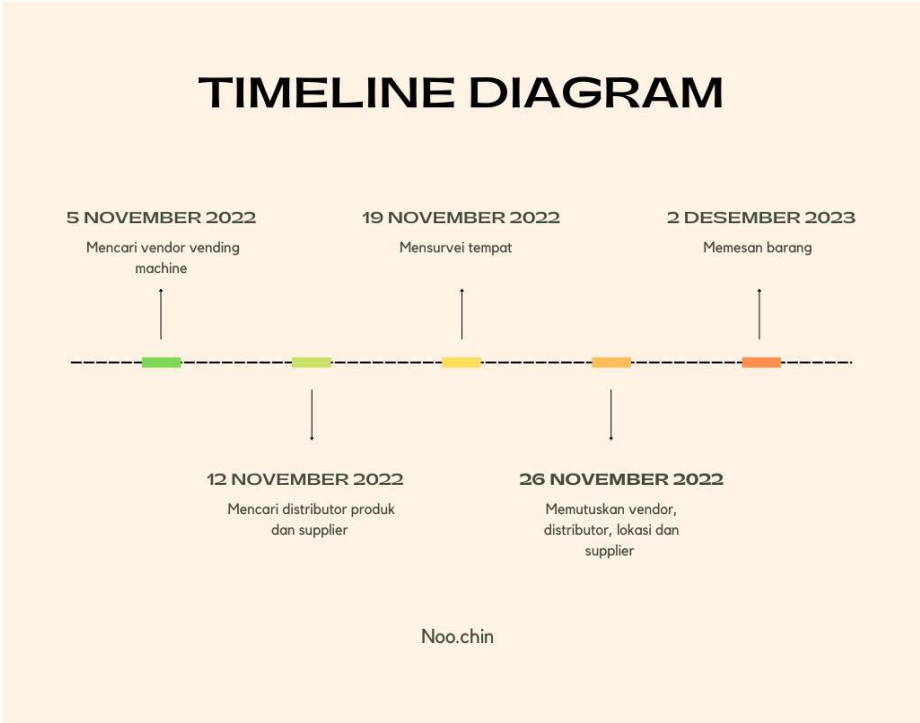 TIMELINE DIAGRAM
5 NOVEMBER 2022
Mencari vendor vending
machine
19 NOVEMBER 2022
Mensurvei tempat
2 DESEMBER 2023
Memesan barang
12 NOVEMBER 2022
Mencari distributor produk
dan supplier
26 NOVEMBER 2022
Memutuskan vendor,
distributor, lokasi dan
supplier
Noo.chin